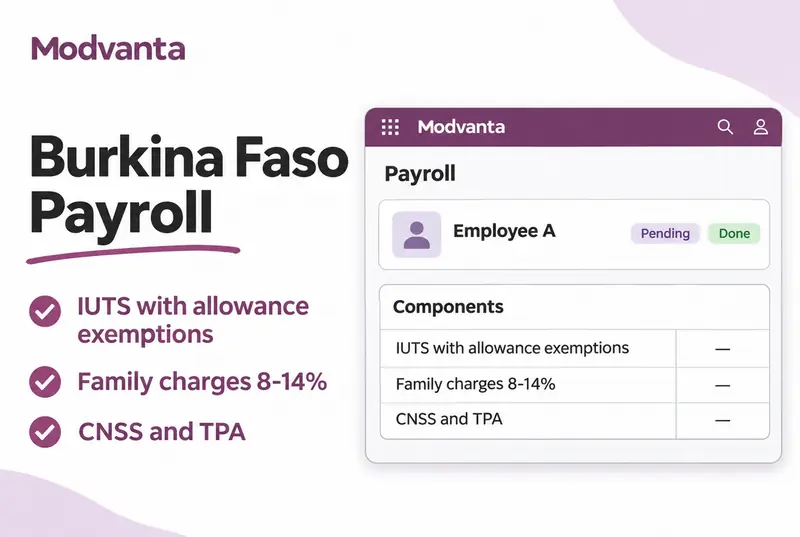 Modvanta
Burkina Faso
Payroll
IUTS with allowance
exemptions
Family charges 8-14%
CNSS and TPA
Modvanta
Payroll
Employee A
Pending
Done
Components
IUTS with allowance exemptions —
Family charges 8-14% —
CNSS and TPA —